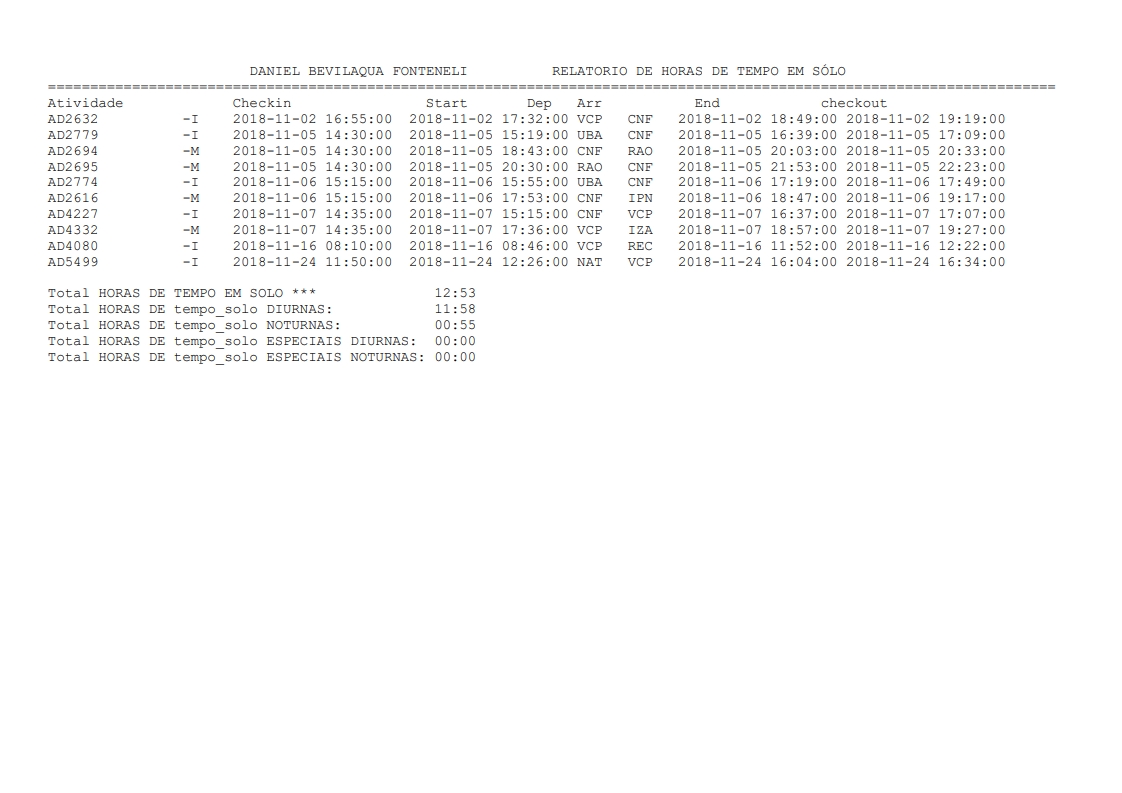 DANIEL BEVILAQUA FONTENELI RELATORIO DE HORAS DE TEMPO EM SÓLO
========================================================================================================================
Atividade Checkin Start Dep Arr End checkout
AD2632 -I 2018-11-02 16:55:00 2018-11-02 17:32:00 VCP CNF 2018-11-02 18:49:00 2018-11-02 19:19:00
AD2779 -I 2018-11-05 14:30:00 2018-11-05 15:19:00 UBA CNF 2018-11-05 16:39:00 2018-11-05 17:09:00
AD2694 -M 2018-11-05 14:30:00 2018-11-05 18:43:00 CNF RAO 2018-11-05 20:03:00 2018-11-05 20:33:00
AD2695 -M 2018-11-05 14:30:00 2018-11-05 20:30:00 RAO CNF 2018-11-05 21:53:00 2018-11-05 22:23:00
AD2774 -I 2018-11-06 15:15:00 2018-11-06 15:55:00 UBA CNF 2018-11-06 17:19:00 2018-11-06 17:49:00
AD2616 -M 2018-11-06 15:15:00 2018-11-06 17:53:00 CNF IPN 2018-11-06 18:47:00 2018-11-06 19:17:00
AD4227 -I 2018-11-07 14:35:00 2018-11-07 15:15:00 CNF VCP 2018-11-07 16:37:00 2018-11-07 17:07:00
AD4332 -M 2018-11-07 14:35:00 2018-11-07 17:36:00 VCP IZA 2018-11-07 18:57:00 2018-11-07 19:27:00
AD4080 -I 2018-11-16 08:10:00 2018-11-16 08:46:00 VCP REC 2018-11-16 11:52:00 2018-11-16 12:22:00
AD5499 -I 2018-11-24 11:50:00 2018-11-24 12:26:00 NAT VCP 2018-11-24 16:04:00 2018-11-24 16:34:00
Total HORAS DE TEMPO EM SOLO *** 12:53
Total HORAS DE tempo_solo DIURNAS: 11:58
Total HORAS DE tempo_solo NOTURNAS: 00:55
Total HORAS DE tempo_solo ESPECIAIS DIURNAS: 00:00
Total HORAS DE tempo_solo ESPECIAIS NOTURNAS: 00:00